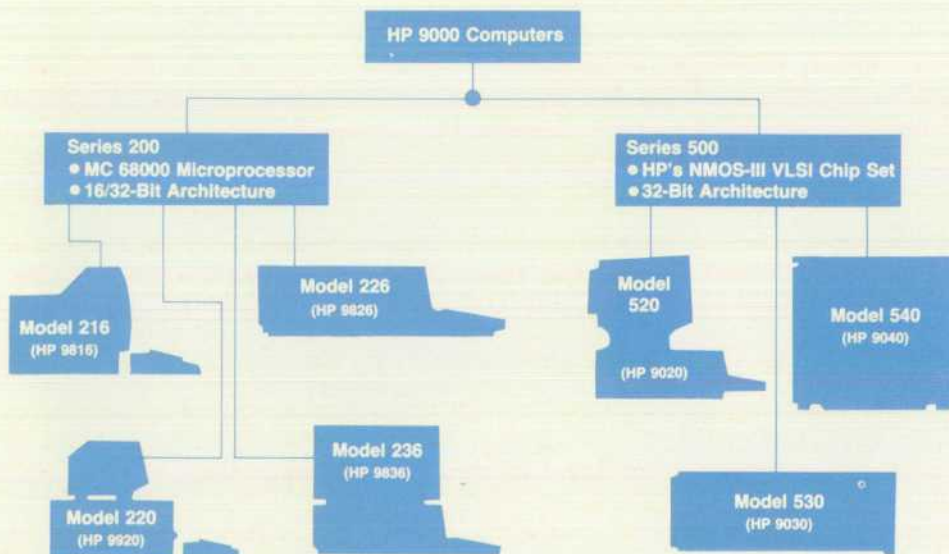 HP 9000 Computers
Series 200
● MC 68000 Microprocessor
● 16/32-Bit Architecture
Series 500
● HP's NMOS-III VLSI Chip Set
● 32-Bit Architecture
Model 216
(HP 9816)
Model 226
(HP 9826)
Model
520
(HP 9020)
Model 540
(HP 9040)
Model 220
(HP 9920)
Model 236
(HP 9836)
Model 530
(HP 9030)